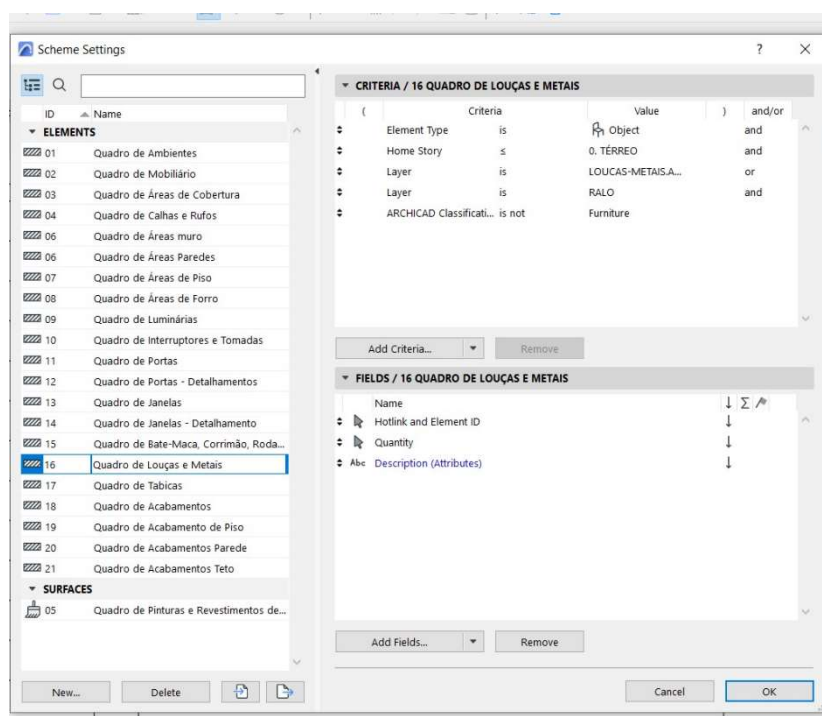 Scheme Settings
?
ID Name
ELEMENTS
01 Quadro de Ambientes
02 Quadro de Mobiliário
03 Quadro de Áreas de Cobertura
04 Quadro de Calhas e Rufos
06 Quadro de Áreas muro
06 Quadro de Áreas Paredes
07 Quadro de Áreas de Piso
08 Quadro de Áreas de Forro
09 Quadro de Luminárias
10 Quadro de Interruptores e Tomadas
11 Quadro de Portas
12 Quadro de Portas - Detalhamentos
13 Quadro de Janelas
14 Quadro de Janelas - Detalhamento
15 Quadro de Bate-Maca, Corrimão, Roda...
16 Quadro de Louças e Metais
17 Quadro de Tabicas
18 Quadro de Acabamentos
19 Quadro de Acabamento de Piso
20 Quadro de Acabamentos Parede
21 Quadro de Acabamentos Teto
SURFACES
05 Quadro de Pinturas e Revestimentos de...
New... Delete
CRITERIA / 16 QUADRO DE LOUÇAS E METAIS
( Criteria Value ) and/or
Element Type is Object and
Home Story ≤ 0. TÉRREO and
Layer is LOUCAS-METAIS.A... or
Layer is RALO and
ARCHICAD Classificati... is not Furniture
Add Criteria... Remove
FIELDS / 16 QUADRO DE LOUÇAS E METAIS
Name ↓ Σ
Hotlink and Element ID ↓
Quantity ↓
Abc Description (Attributes) ↓
Add Fields... Remove
Cancel OK